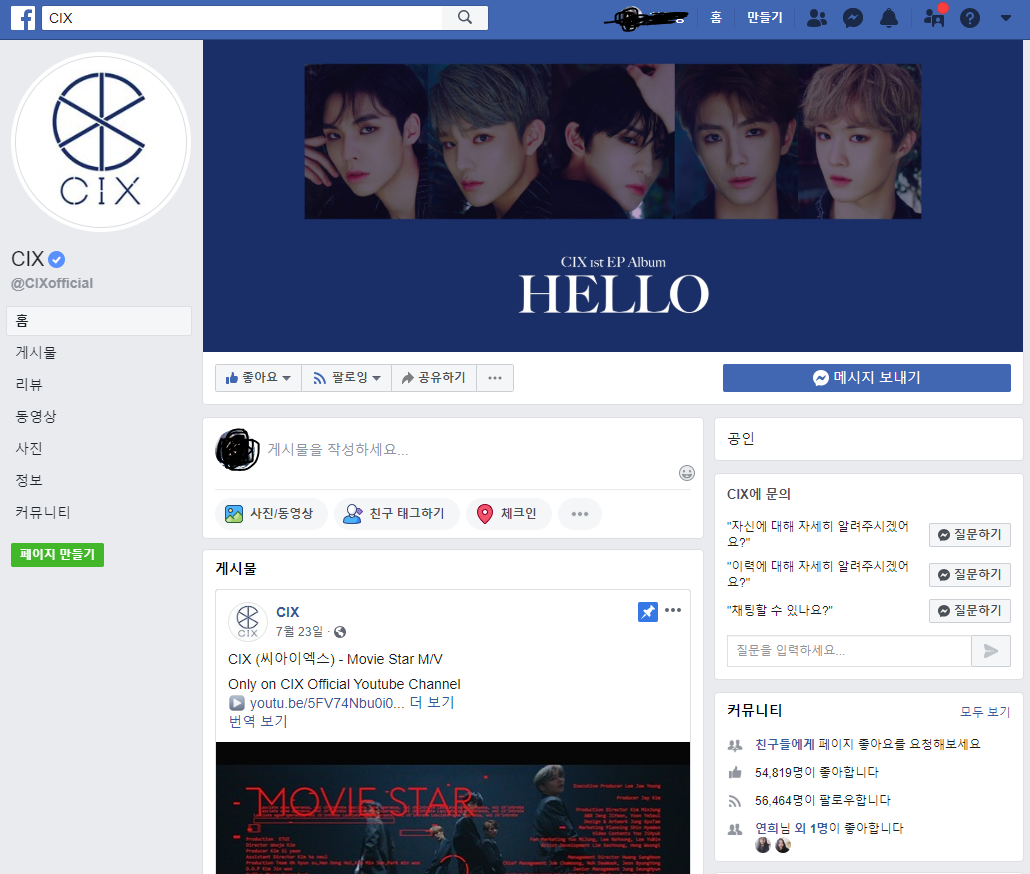 CIX
홈
만들기
CIX
CIX
@CIXofficial
홈
게시물
리뷰
동영상
사진
정보
커뮤니티
페이지 만들기
CIX 1st EP Album
HELLO
좋아요
팔로잉
공유하기
메시지 보내기
게시물을 작성하세요...
사진/동영상
친구 태그하기
체크인
게시물
CIX
CIX
7월 23일
CIX (씨아이엑스) - Movie Star M/V
Only on CIX Official Youtube Channel
youtu.be/5FV74Nbu0i0... 더 보기
번역 보기
MOVIE STAR
공인
CIX에 문의
"자신에 대해 자세히 알려주시겠어
요?"
질문하기
"이력에 대해 자세히 알려주시겠어
요?"
질문하기
"채팅할 수 있나요?"
질문하기
질문을 입력하세요...
커뮤니티
모두 보기
친구들에게 페이지 좋아요를 요청해보세요
54,819명이 좋아합니다
56,464명이 팔로우합니다
연희님 외 1명이 좋아합니다